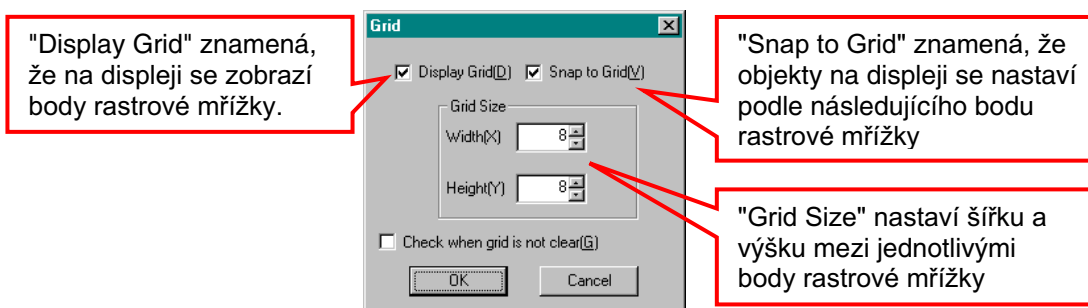 "Display Grid" znamená,
že na displeji se zobrazí
body rastrové mřížky.
Grid
Display Grid(D) Snap to Grid(V)
Grid Size
Width(X) 8
Height(Y) 8
Check when grid is not clear(G)
OK Cancel
"Snap to Grid" znamená, že
objekty na displeji se nastaví
podle následujícího bodu
rastrové mřížky
"Grid Size" nastaví šířku a
výšku mezi jednotlivými
body rastrové mřížky